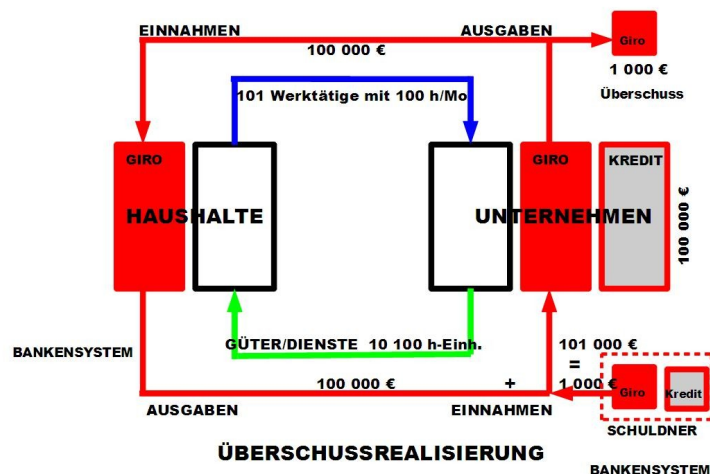 EINNAHMEN
AUSGABEN
100 000 €
Giro
1 000 €
Überschuss
101 Werktätige mit 100 h/Mo
GIRO
GIRO
KREDIT
HAUSHALTE
UNTERNEHMEN
100 000 €
GÜTER/DIENSTE 10 100 h-Einh.
101 000 €
=
BANKENSYSTEM
100 000 €
+
1 000 €
Giro
Kredit
AUSGABEN
EINNAHMEN
SCHULDNER
ÜBERSCHUSSREALISIERUNG
BANKENSYSTEM